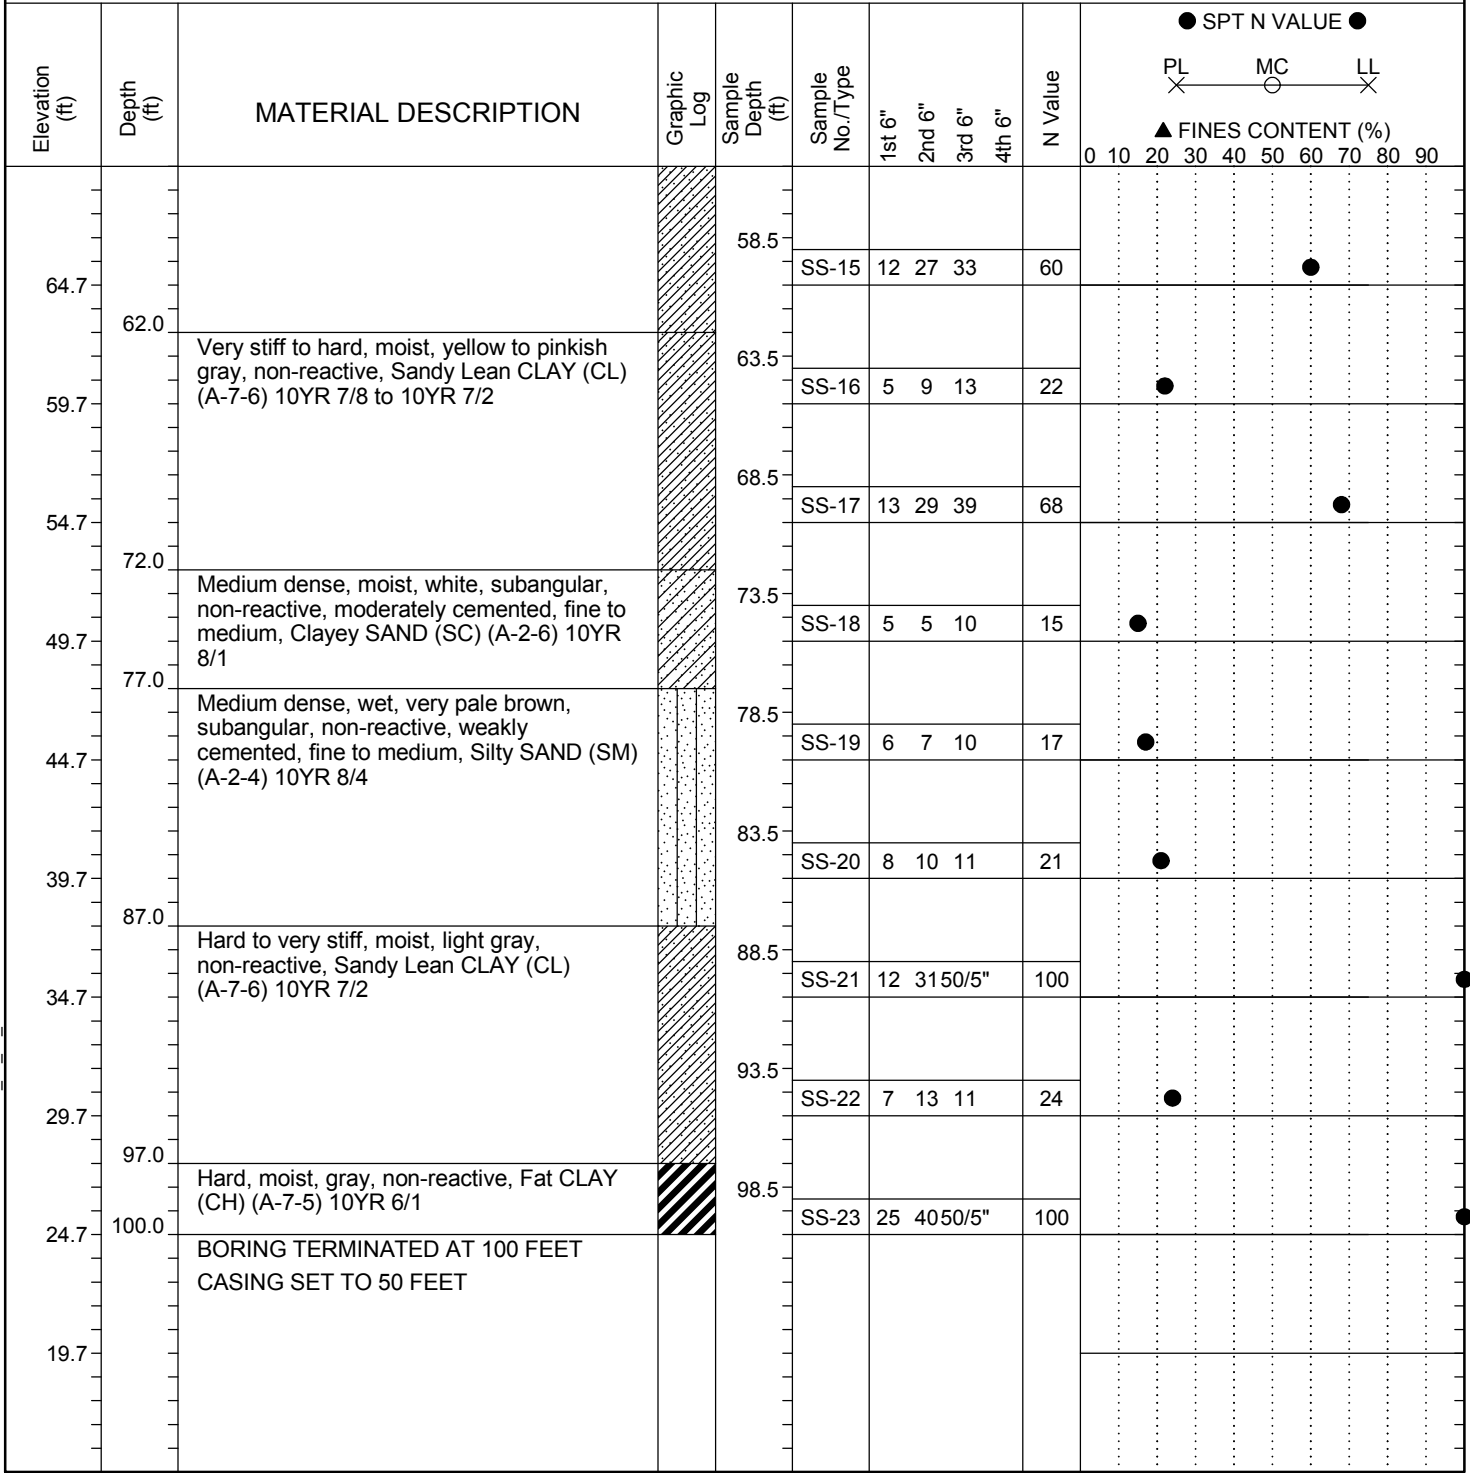 ● SPT N VALUE ●
PL MC LL
▲ FINES CONTENT (%)
Elevation (ft)
Depth (ft)
MATERIAL DESCRIPTION
Graphic Log
Sample Depth (ft)
Sample No./Type
1st 6"
2nd 6"
3rd 6"
4th 6"
N Value
0 10 20 30 40 50 60 70 80 90
58.5
SS-15 12 27 33 60
64.7
62.0
Very stiff to hard, moist, yellow to pinkish
gray, non-reactive, Sandy Lean CLAY (CL)
(A-7-6) 10YR 7/8 to 10YR 7/2
63.5
SS-16 5 9 13 22
59.7
68.5
SS-17 13 29 39 68
54.7
72.0
Medium dense, moist, white, subangular,
non-reactive, moderately cemented, fine to
medium, Clayey SAND (SC) (A-2-6) 10YR
8/1
73.5
SS-18 5 5 10 15
49.7
77.0
Medium dense, wet, very pale brown,
subangular, non-reactive, weakly
cemented, fine to medium, Silty SAND (SM)
(A-2-4) 10YR 8/4
78.5
SS-19 6 7 10 17
44.7
83.5
SS-20 8 10 11 21
39.7
87.0
Hard to very stiff, moist, light gray,
non-reactive, Sandy Lean CLAY (CL)
(A-7-6) 10YR 7/2
88.5
SS-21 12 31 50/5" 100
34.7
93.5
SS-22 7 13 11 24
29.7
97.0
Hard, moist, gray, non-reactive, Fat CLAY
(CH) (A-7-5) 10YR 6/1
98.5
SS-23 25 40 50/5" 100
24.7
100.0
BORING TERMINATED AT 100 FEET
CASING SET TO 50 FEET
19.7